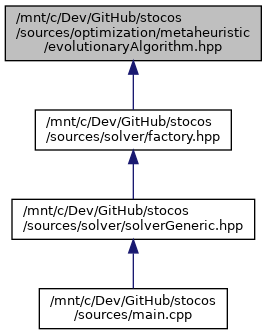 /mnt/c/Dev/GitHub/stocos
/sources/optimization/metaheuristic
/evolutionaryAlgorithm.hpp
/mnt/c/Dev/GitHub/stocos
/sources/solver/factory.hpp
/mnt/c/Dev/GitHub/stocos
/sources/solver/solverGeneric.hpp
/mnt/c/Dev/GitHub/stocos
/sources/main.cpp